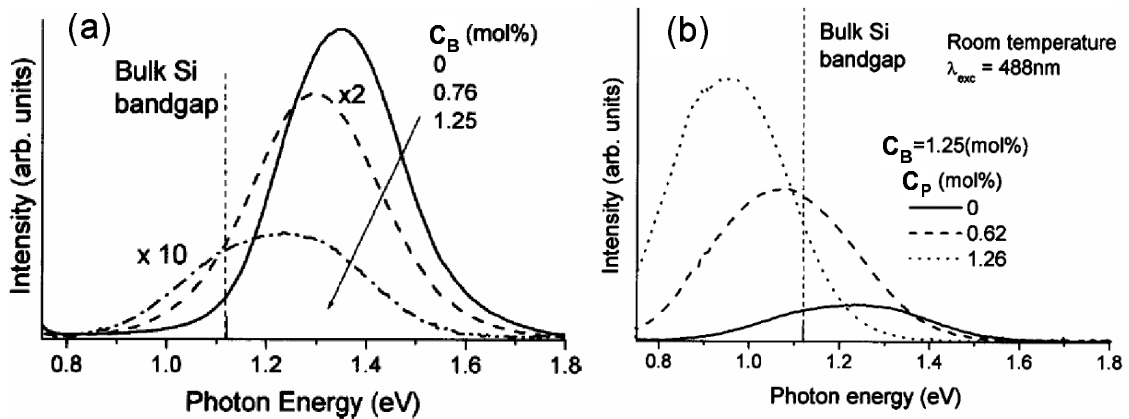 (a)
Bulk Si
bandgap
C_B (mol%)
0
0.76
1.25
x2
x 10
Intensity (arb. units)
0.8 1.0 1.2 1.4 1.6 1.8
Photon Energy (eV)
(b)
Bulk Si
bandgap
Room temperature
λ_exc = 488nm
C_B=1.25(mol%)
C_P (mol%)
0
0.62
1.26
Intensity (arb. units)
0.8 1.0 1.2 1.4 1.6 1.8
Photon energy (eV)